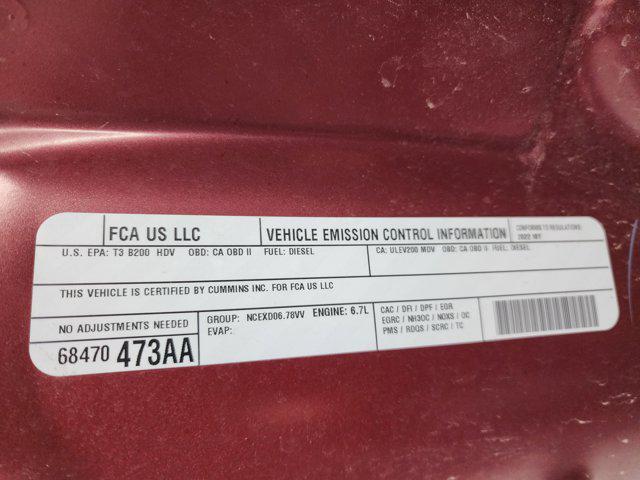 FCA US LLC
VEHICLE EMISSION CONTROL INFORMATION
CONFORMS TO REGULATIONS:
2022 MY
U.S. EPA: T3 B200 HDV OBD: CA OBD II FUEL: DIESEL
CA: ULEV200 MDV OBD: CA OBD II FUEL: DIESEL
THIS VEHICLE IS CERTIFIED BY CUMMINS INC. FOR FCA US LLC
NO ADJUSTMENTS NEEDED
68470 473AA
GROUP: NCEXD06.78VV ENGINE: 6.7L
EVAP:
CAC / DFI / DPF / EGR
EGRC / NH3OC / NOXS / OC
PMS / RDQS / SCRC / TC